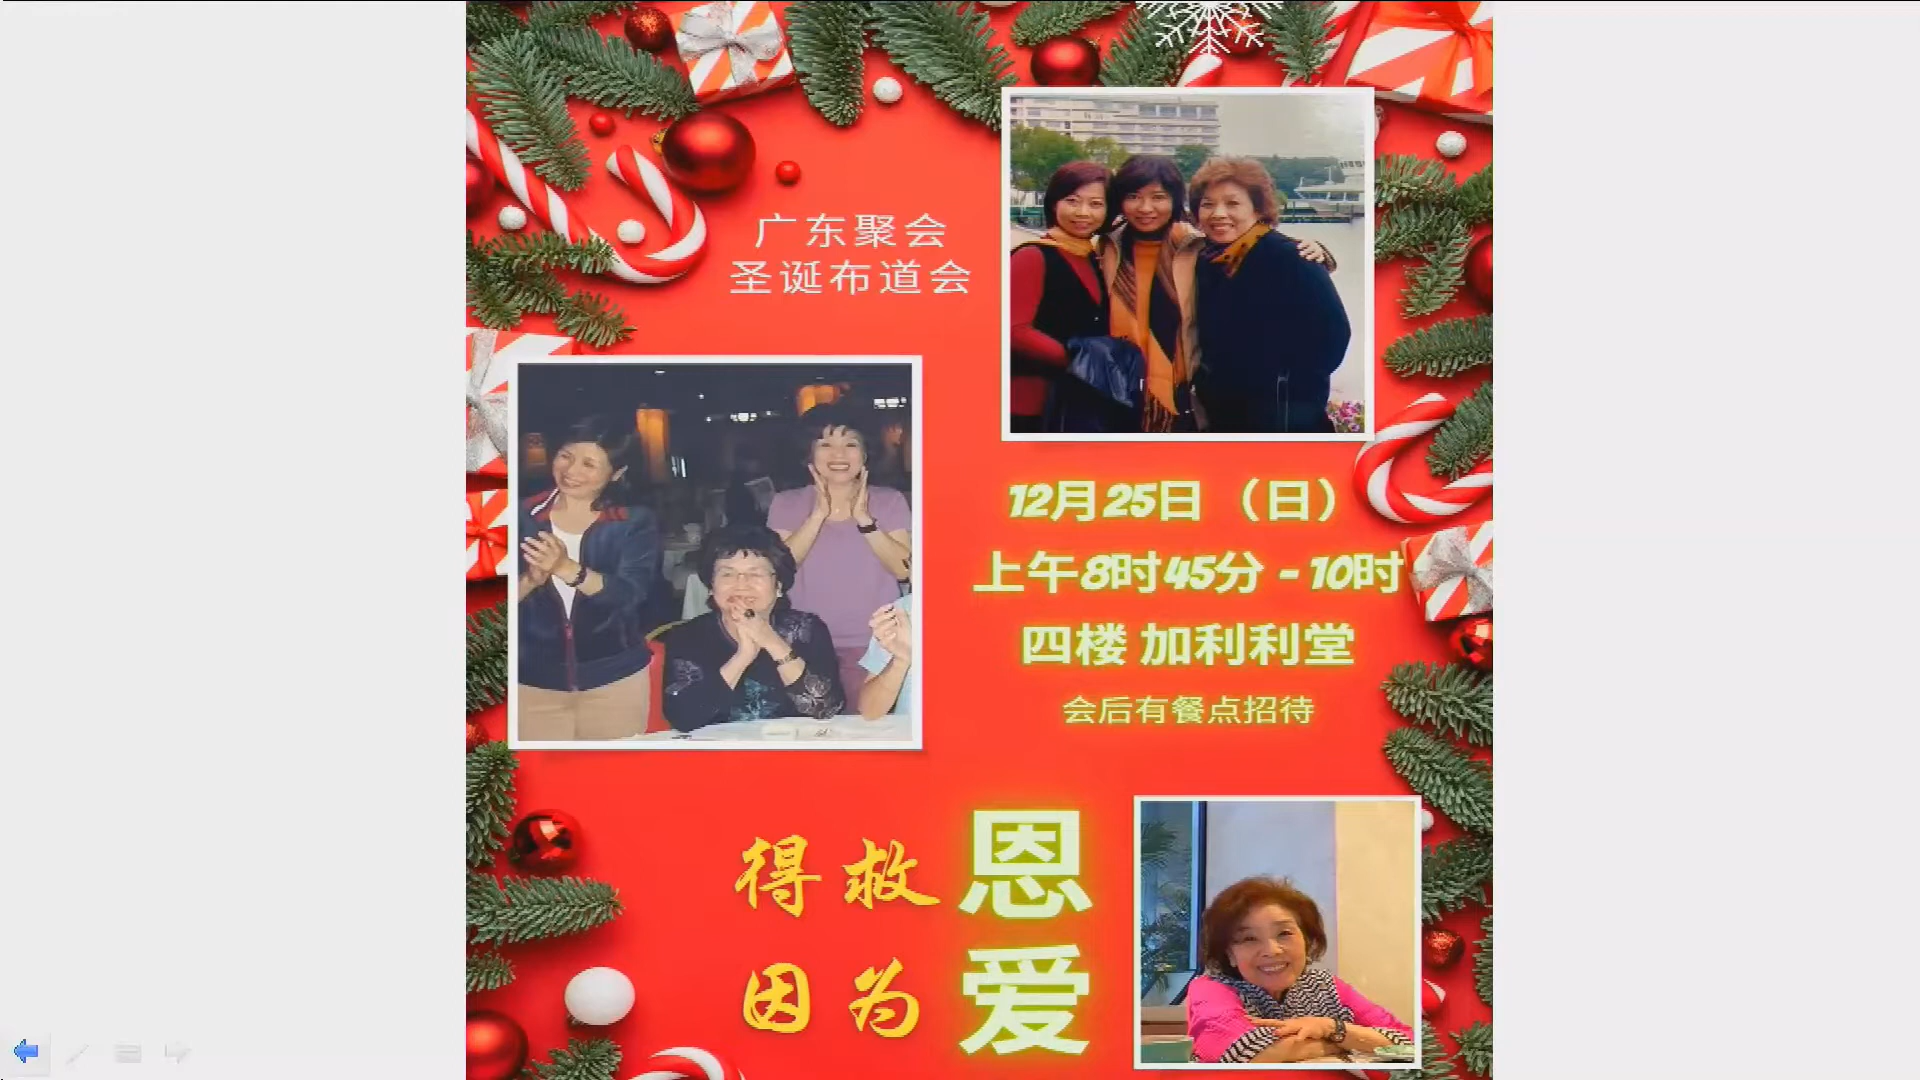 广东聚会
圣诞布道会
12月25日（日）
上午8时45分 - 10时
四楼 加利利堂
会后有餐点招待
得救 恩
因为 爱